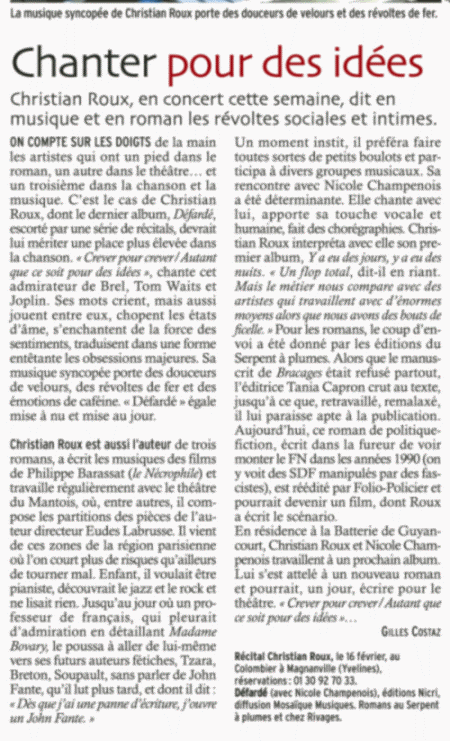 La musique syncopée de Christian Roux porte des douceurs de velours et des révoltes de fer.
Chanter pour des idées
Christian Roux, en concert cette semaine, dit en
musique et en roman les révoltes sociales et intimes.
ON COMPTE SUR LES DOIGTS de la main
les artistes qui ont un pied dans le
roman, un autre dans le théâtre… et
un troisième dans la chanson et la
musique. C'est le cas de Christian
Roux, dont le dernier album, Défardé,
escorté par une série de récitals, devrait
lui mériter une place plus élevée dans
la chanson. « Crever pour crever / Autant
que ce soit pour des idées », chante cet
admirateur de Brel, Tom Waits et
Joplin. Ses mots crient, mais aussi
jouent entre eux, chopent les états
d'âme, s'enchantent de la force des
sentiments, traduisent dans une forme
entêtante les obsessions majeures. Sa
musique syncopée porte des douceurs
de velours, des révoltes de fer et des
émotions de caféine. « Défardé » égale
mise à nu et mise au jour.
Christian Roux est aussi l'auteur de trois
romans, a écrit les musiques des films
de Philippe Barassat (le Nécrophile) et
travaille régulièrement avec le théâtre
du Mantois, où, entre autres, il com-
pose les partitions des pièces de l'au-
teur directeur Eudes Labrusse. Il vient
de ces zones de la région parisienne
où l'on court plus de risques qu'ailleurs
de tourner mal. Enfant, il voulait être
pianiste, découvrait le jazz et le rock et
ne lisait rien. Jusqu'au jour où un pro-
fesseur de français, qui pleurait
d'admiration en détaillant Madame
Bovary, le poussa à aller de lui-même
vers ses futurs auteurs fétiches, Tzara,
Breton, Soupault, sans parler de John
Fante, qu'il lut plus tard, et dont il dit :
« Dès que j'ai une panne d'écriture, j'ouvre
un John Fante. »
Un moment instit, il préféra faire
toutes sortes de petits boulots et par-
ticipa à divers groupes musicaux. Sa
rencontre avec Nicole Champenois
a été déterminante. Elle chante avec
lui, apporte sa touche vocale et
humaine, fait des chorégraphies. Chris-
tian Roux interpréta avec elle son pre-
mier album, Y a eu des jours, y a eu des
nuits. « Un flop total, dit-il en riant.
Mais le métier nous compare avec des
artistes qui travaillent avec d'énormes
moyens alors que nous avons des bouts de
ficelle. » Pour les romans, le coup d'en-
voi a été donné par les éditions du
Serpent à plumes. Alors que le manus-
crit de Bracages était refusé partout,
l'éditrice Tania Capron crut au texte,
jusqu'à ce que, retravaillé, remalaxé,
il lui paraisse apte à la publication.
Aujourd'hui, ce roman de politique-
fiction, écrit dans la fureur de voir
monter le FN dans les années 1990 (on
y voit des SDF manipulés par des fas-
cistes), est réédité par Folio-Policier et
pourrait devenir un film, dont Roux
a écrit le scénario.
En résidence à la Batterie de Guyan-
court, Christian Roux et Nicole Cham-
penois travaillent à un prochain album.
Lui s'est attelé à un nouveau roman
et pourrait, un jour, écrire pour le
théâtre. « Crever pour crever / Autant que
ce soit pour des idées »…
GILLES COSTAZ
Récital Christian Roux, le 16 février, au
Colombier à Magnanville (Yvelines),
réservations : 01 30 92 70 33.
Défardé (avec Nicole Champenois), éditions Nicri,
diffusion Mosaïque Musiques. Romans au Serpent
à plumes et chez Rivages.